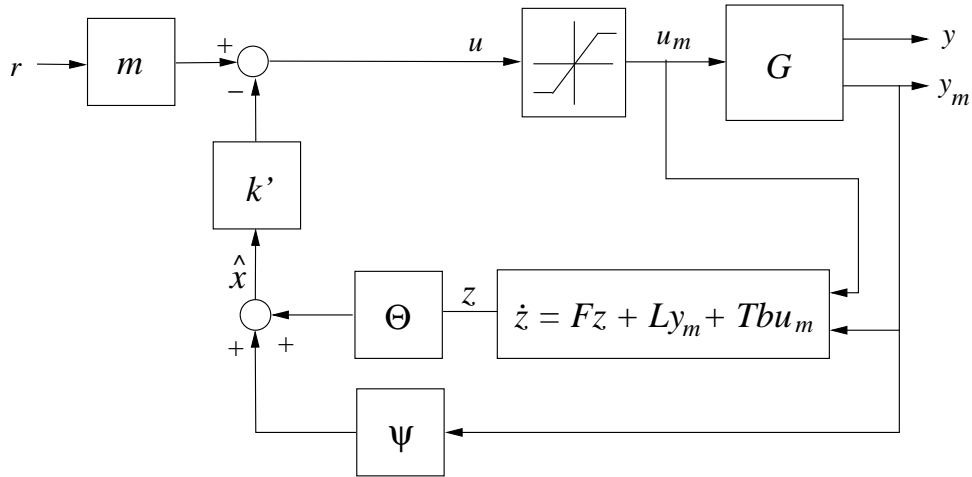 r
m
+
−
u
u_m
G
y
y_m
k’
x̂
+
+
Θ
z
ż = Fz + Ly_m + Tbu_m
ψ